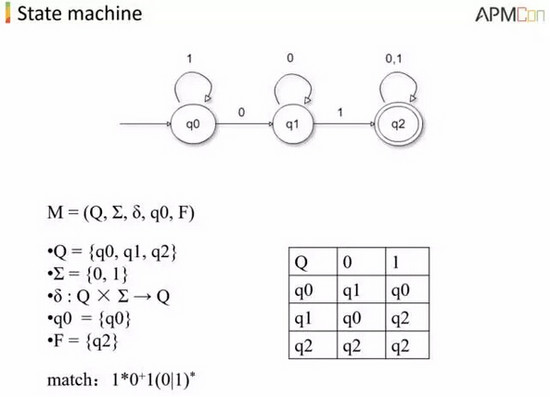 State machine
APMCon
1
0
0,1
q0
0
q1
1
q2
M = (Q, Σ, δ, q0, F)
•Q = {q0, q1, q2}
•Σ = {0, 1}
•δ : Q × Σ → Q
•q0 = {q0}
•F = {q2}
match：1*0⁺1(0|1)*
Q 0 1
q0 q1 q0
q1 q0 q2
q2 q2 q2